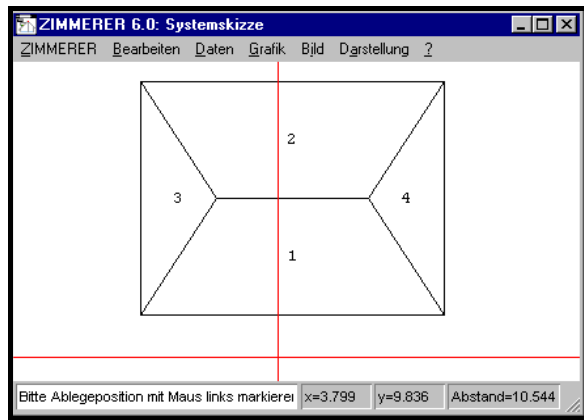 ZIMMERER 6.0: Systemskizze
ZIMMERER Bearbeiten Daten Grafik Bild Darstellung ?
2
3 4
1
Bitte Ablegeposition mit Maus links markieren x=3.799 y=9.836 Abstand=10.544